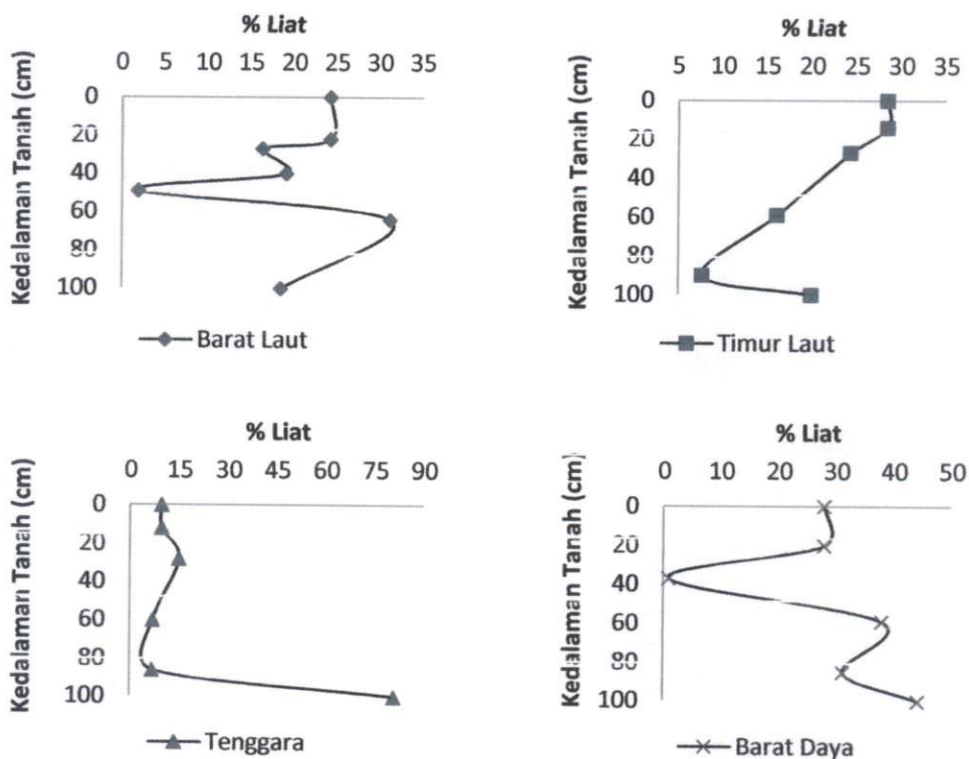 % Liat
0 5 10 15 20 25 30 35
Kedalaman Tanah (cm)
0
20
40
60
80
100
Barat Laut
% Liat
5 10 15 20 25 30 35
Kedalaman Tanah (cm)
0
20
40
60
80
100
Timur Laut
% Liat
0 15 30 45 60 75 90
Kedalaman Tanah (cm)
0
20
40
60
80
100
Tenggara
% Liat
0 10 20 30 40 50
Kedalaman Tanah (cm)
0
20
40
60
80
100
Barat Daya